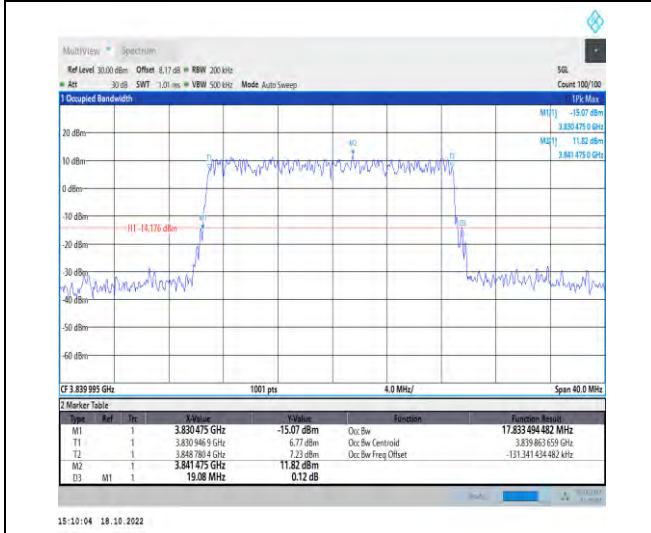 MultiView Spectrum
Ref Level 30.00 dBm Offset 8.17 dB RBW 200 kHz SGL
Att 30 dB SWT 1.01 ms VBW 500 kHz Mode Auto Sweep Count 100/100
1 Occupied Bandwidth 1Pk Max
M1[1] -15.07 dBm
3.830 475 0 GHz
20 dBm M2[1] 11.82 dBm
3.841 475 0 GHz
M2
T1 T2
10 dBm
0 dBm
-10 dBm
M1 D3
H1 -14.176 dBm
-20 dBm
-30 dBm
-40 dBm
-50 dBm
-60 dBm
CF 3.839 995 GHz 1001 pts 4.0 MHz/ Span 40.0 MHz
2 Marker Table
Type Ref Trc X-Value Y-Value Function Function Result
M1 1 3.830 475 GHz -15.07 dBm Occ Bw 17.833 494 482 MHz
T1 1 3.830 946 9 GHz 6.77 dBm Occ Bw Centroid 3.839 863 659 GHz
T2 1 3.848 780 4 GHz 7.23 dBm Occ Bw Freq Offset -131.341 434 482 kHz
M2 1 3.841 475 GHz 11.82 dBm
D3 M1 1 19.08 MHz 0.12 dB
15:10:04 18.10.2022